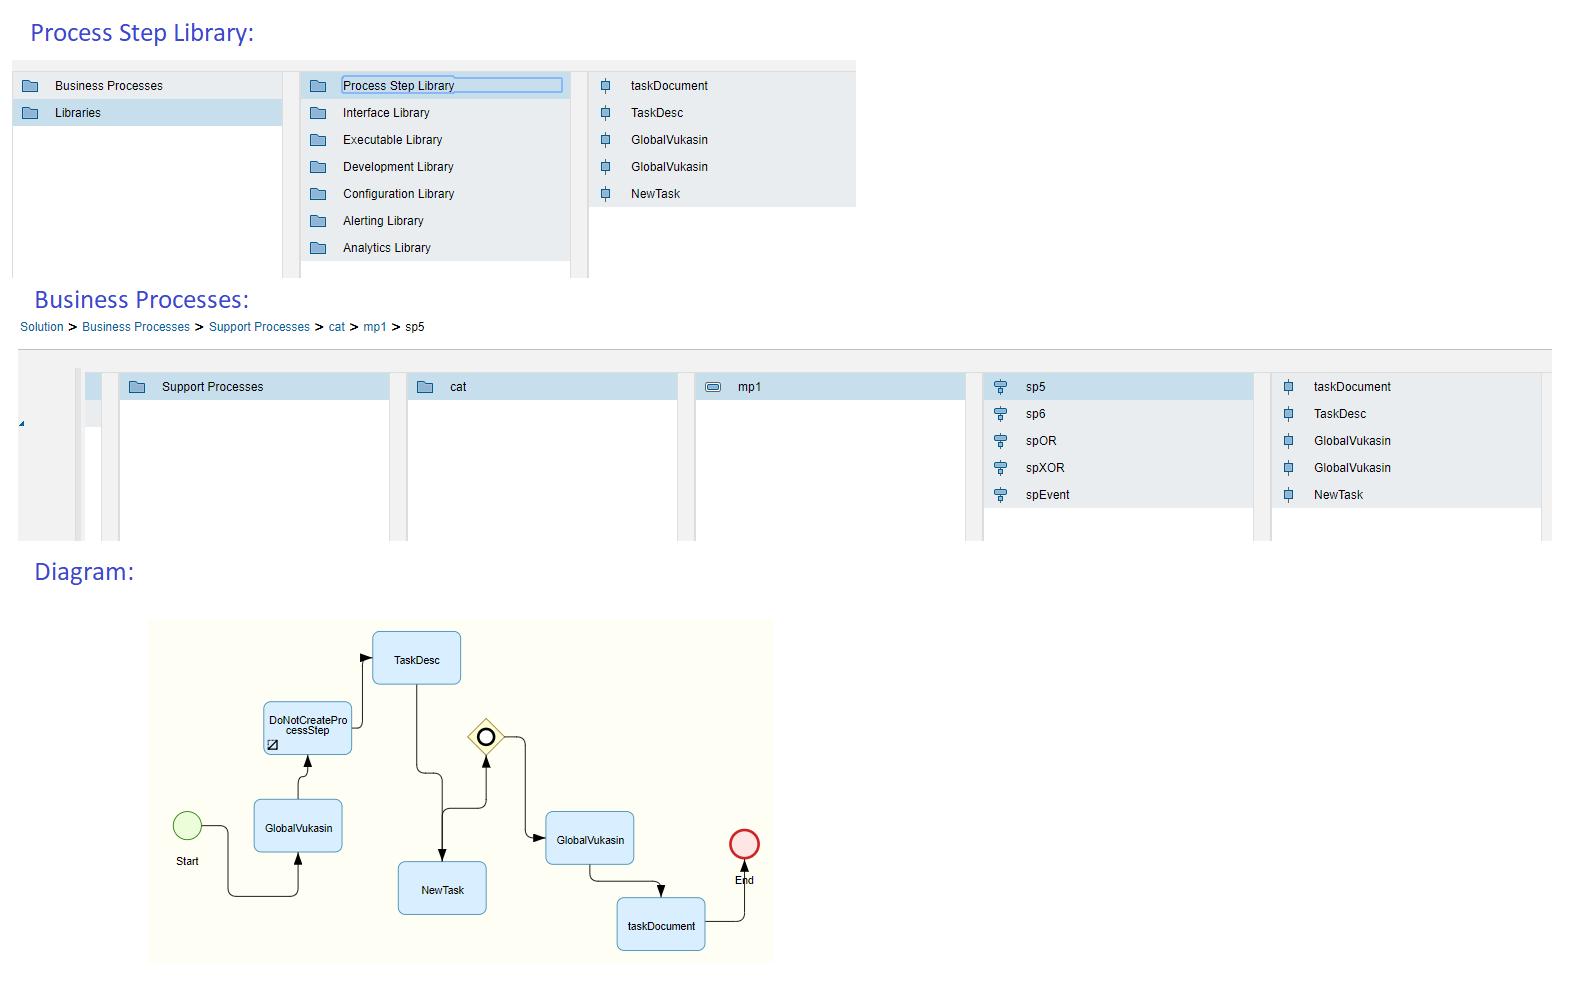 Process Step Library:
Business Processes
Libraries
Process Step Library
Interface Library
Executable Library
Development Library
Configuration Library
Alerting Library
Analytics Library
taskDocument
TaskDesc
GlobalVukasin
GlobalVukasin
NewTask
Business Processes:
Solution > Business Processes > Support Processes > cat > mp1 > sp5
Support Processes
cat
mp1
sp5
sp6
spOR
spXOR
spEvent
taskDocument
TaskDesc
GlobalVukasin
GlobalVukasin
NewTask
Diagram:
TaskDesc
DoNotCreatePro
cessStep
GlobalVukasin
Start
NewTask
GlobalVukasin
End
taskDocument